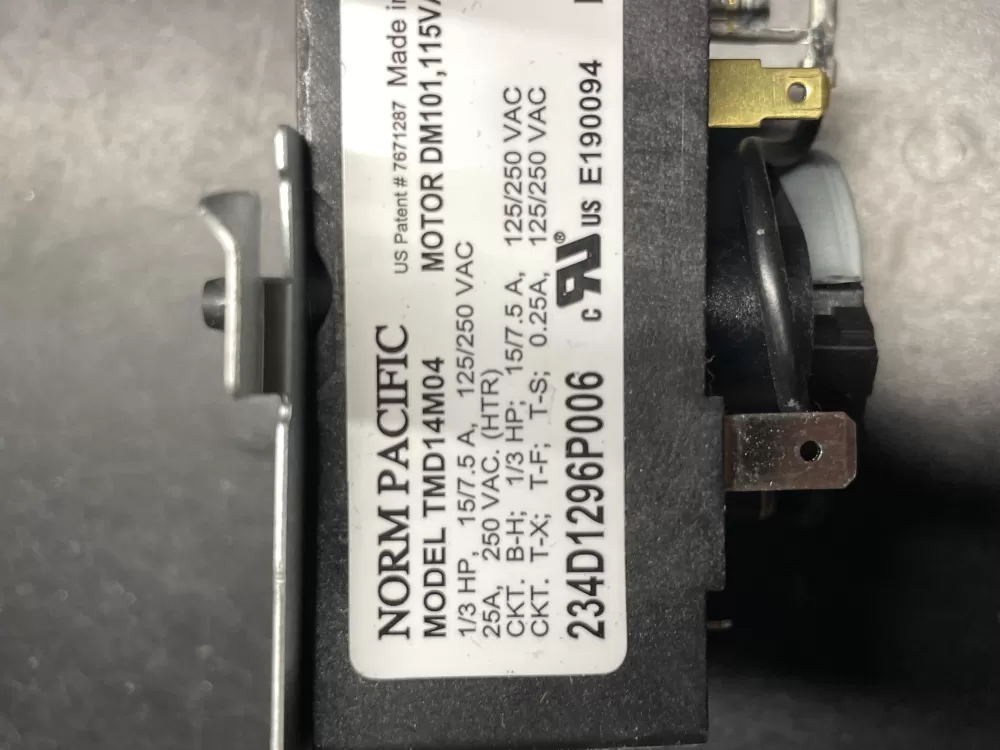 NORM PACIFIC US Patent # 7671287 Made in
MODEL TMD14M04 MOTOR DM101,115VA
1/3 HP, 15/7.5 A, 125/250 VAC
25A, 250 VAC. (HTR)
CKT. B-H; 1/3 HP; 15/7.5 A, 125/250 VAC
CKT. T-X; T-F; T-S; 0.25A, 125/250 VAC
234D1296P006 c RU ® US E190094